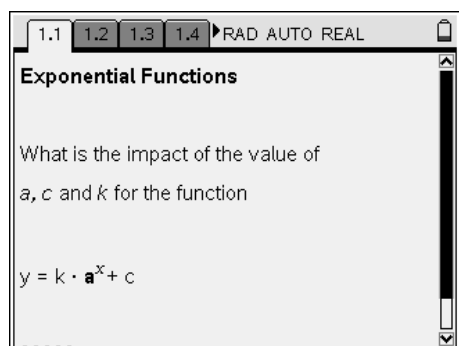 1.1 1.2 1.3 1.4 RAD AUTO REAL
Exponential Functions
What is the impact of the value of
a, c and k for the function
y = k · aˣ + c